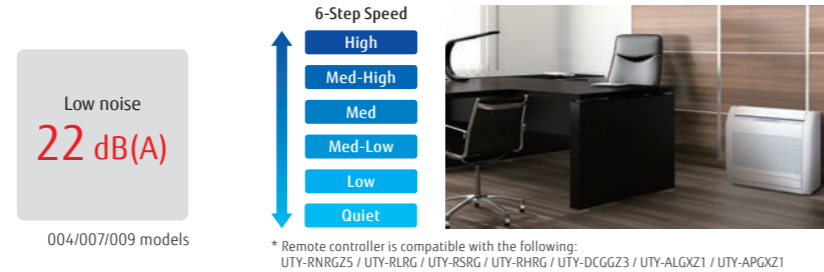 6-Step Speed
High
Med-High
Med
Med-Low
Low
Quiet
Low noise
22 dB(A)
004/007/009 models
* Remote controller is compatible with the following:
UTY-RNRGZ5 / UTY-RLRG / UTY-RSRG / UTY-RHRG / UTY-DCGGZ3 / UTY-ALGXZ1 / UTY-APGXZ1